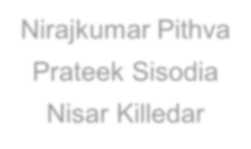 Nirajkumar Pithva
Prateek Sisodia
Nisar Killedar